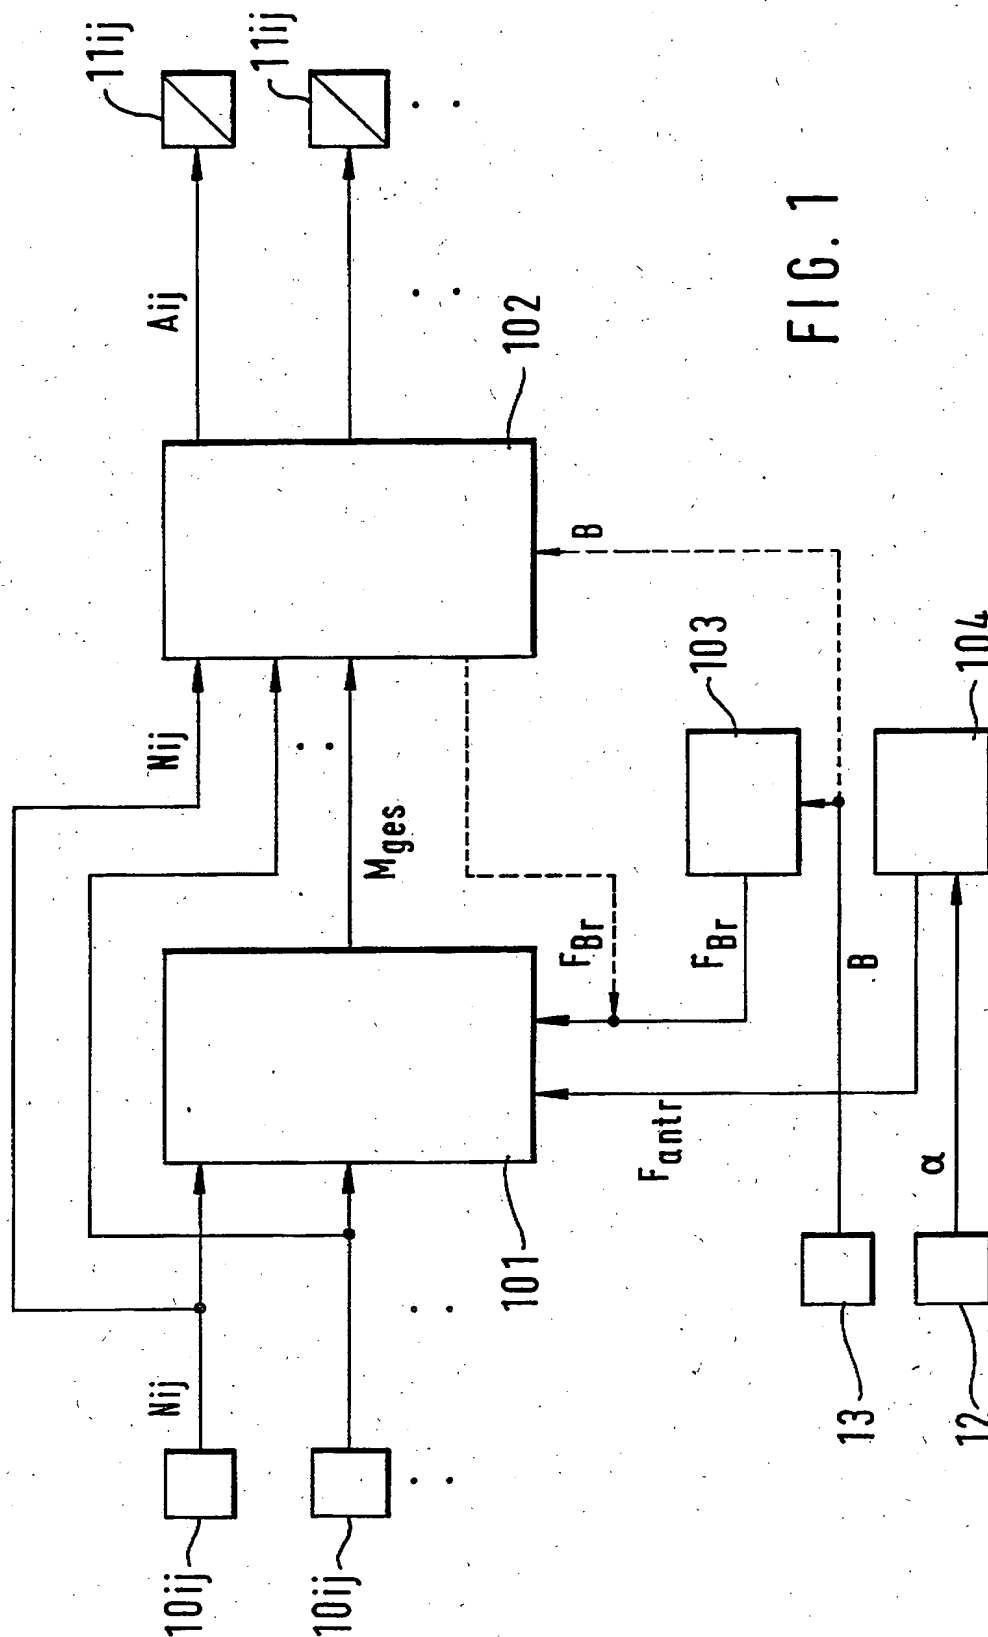 11ij
11ij
Aij
102
B
Nij
103
104
Mges
FBr
FBr
B
Fantr
α
101
Nij
13
12
10ij
10ij
FIG. 1